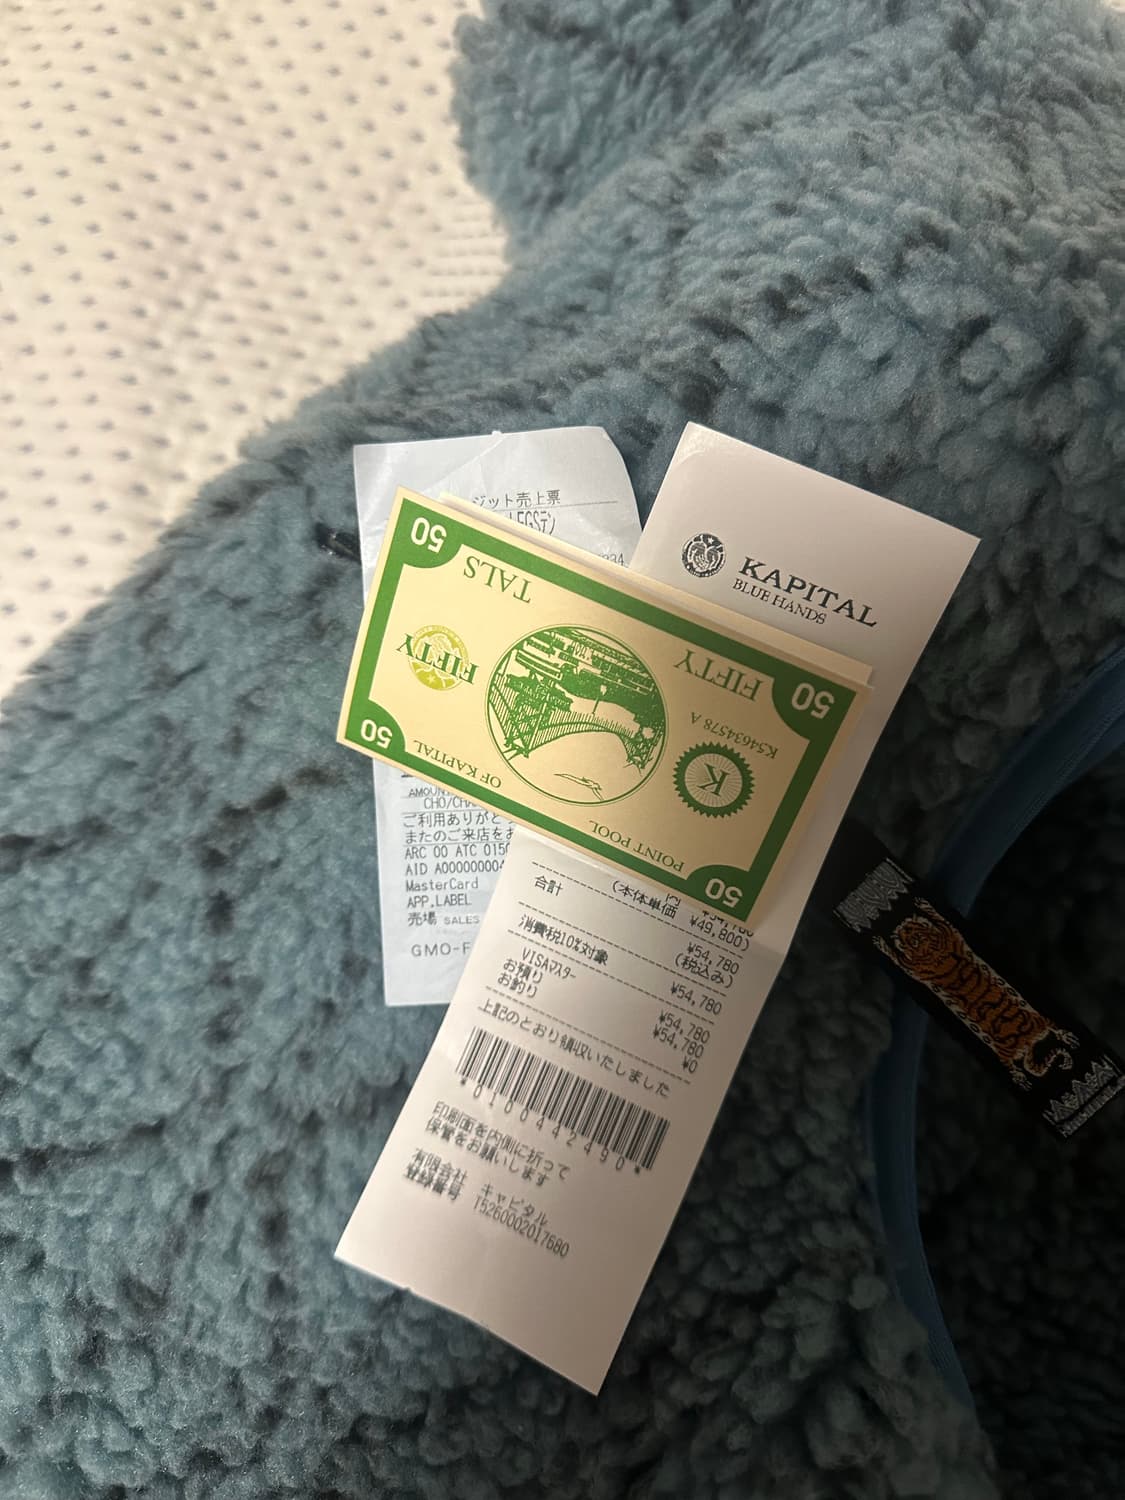 ジット売上票
KAPITAL
BLUE HANDS
50
TALS
FIFTY
50
FIFTY
K54634578 A
K
50
OF KAPITAL
POINT POOL
50
AMOUN
CHO/CHA
ご利用ありがとう
またのご来店をお
ARC 00 ATC 0150
AID A000000004
MasterCard
APP.LABEL
売場 SALES
GMO-F
(本体単価 ¥49,800)
合計 ¥54,780
(税込み)
消費税10%対象 ¥54,780
VISAマスター ¥54,780
お預り ¥54,780
お釣り ¥0
上記のとおり領収いたしました
*0100442490*
印刷面を内側に折って
保管をお願いします
有限会社 キャピタル
登録番号 T5260002017680
KAPITAL